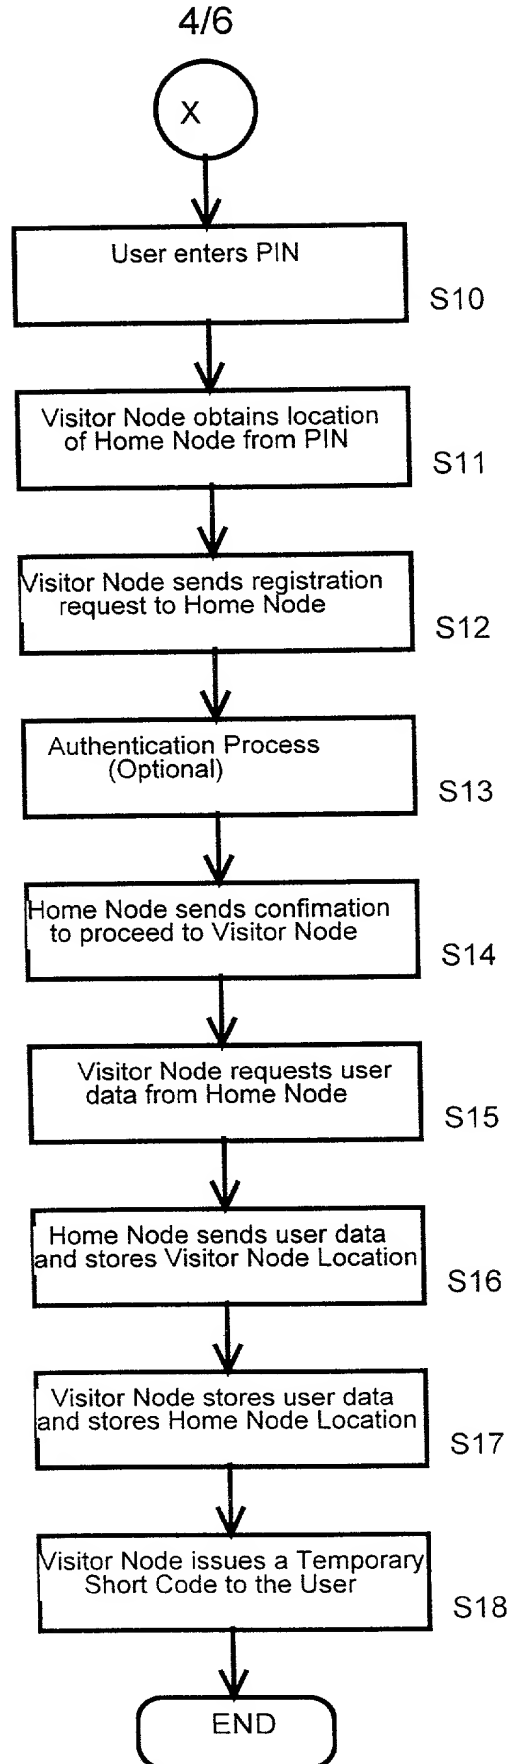 4/6
X
User enters PIN
S10
Visitor Node obtains location
of Home Node from PIN
S11
Visitor Node sends registration
request to Home Node
S12
Authentication Process
(Optional)
S13
Home Node sends confimation
to proceed to Visitor Node
S14
Visitor Node requests user
data from Home Node
S15
Home Node sends user data
and stores Visitor Node Location
S16
Visitor Node stores user data
and stores Home Node Location
S17
Visitor Node issues a Temporary
Short Code to the User
S18
END